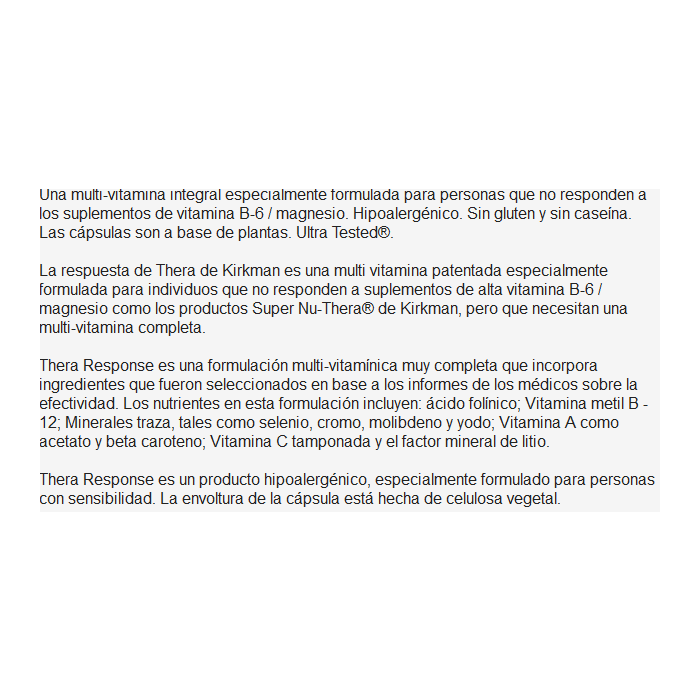 Una multi-vitamina integral especialmente formulada para personas que no responden a
los suplementos de vitamina B-6 / magnesio. Hipoalergénico. Sin gluten y sin caseína.
Las cápsulas son a base de plantas. Ultra Tested®.
La respuesta de Thera de Kirkman es una multi vitamina patentada especialmente
formulada para individuos que no responden a suplementos de alta vitamina B-6 /
magnesio como los productos Super Nu-Thera® de Kirkman, pero que necesitan una
multi-vitamina completa.
Thera Response es una formulación multi-vitamínica muy completa que incorpora
ingredientes que fueron seleccionados en base a los informes de los médicos sobre la
efectividad. Los nutrientes en esta formulación incluyen: ácido folínico; Vitamina metil B -
12; Minerales traza, tales como selenio, cromo, molibdeno y yodo; Vitamina A como
acetato y beta caroteno; Vitamina C tamponada y el factor mineral de litio.
Thera Response es un producto hipoalergénico, especialmente formulado para personas
con sensibilidad. La envoltura de la cápsula está hecha de celulosa vegetal.